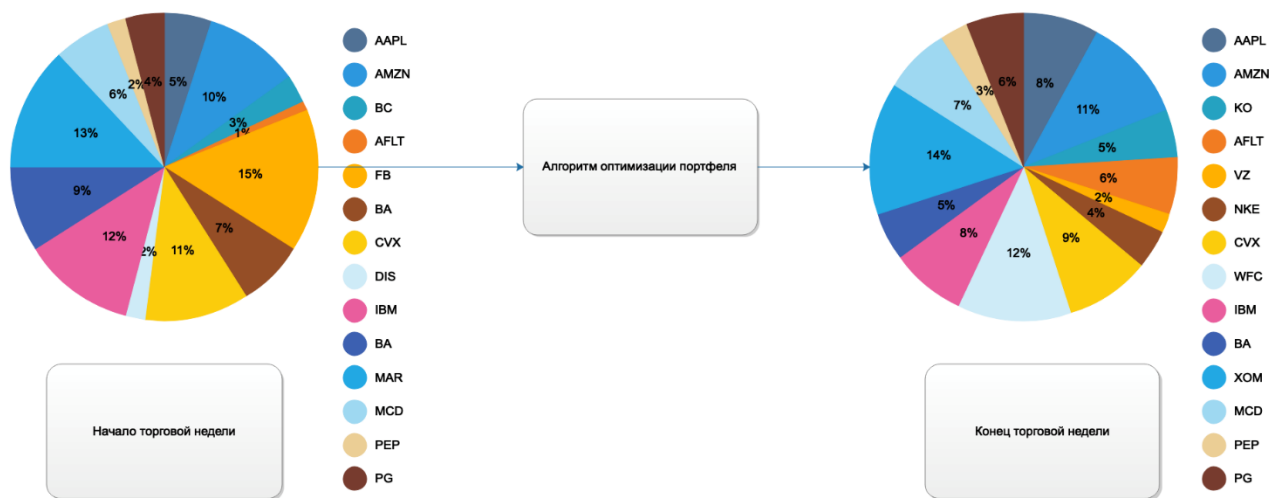 5%
10%
3%
1%
15%
7%
11%
2%
12%
9%
13%
6%
2%
4%
AAPL
AMZN
BC
AFLT
FB
BA
CVX
DIS
IBM
BA
MAR
MCD
PEP
PG
Начало торговой недели
Алгоритм оптимизации портфеля
8%
11%
5%
6%
2%
4%
9%
12%
8%
5%
14%
7%
3%
6%
AAPL
AMZN
KO
AFLT
VZ
NKE
CVX
WFC
IBM
BA
XOM
MCD
PEP
PG
Конец торговой недели